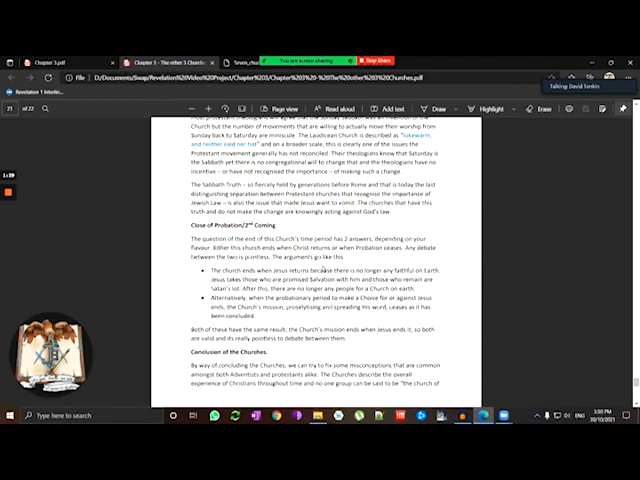 Chapter 3.pdf
Chapter 3 - The other 3 Churche
Seven_chur
You are screen sharing
Stop Share
File
D:/Documents/Swap/Revelation%20Video%20Project/Chapter%203/Chapter%203%20-%20The%20other%203%20Churches.pdf
Talking: David Tonkin
Revelation 1 Interlin...
21 of 22
Page view
Read aloud
Add text
Draw
Highlight
Erase
most protestant theologians will agree that the Sunday Sabbath was an invention of the
Church but the number of movements that are willing to actually move their worship from
Sunday back to Saturday are miniscule. The Laodicean Church is described as "lukewarm,
and neither cold nor hot" and on a broader scale, this is clearly one of the issues the
Protestant movement generally has not reconciled. Their theologians know that Saturday is
the Sabbath yet there is no congregational will to change that and the theologians have no
incentive – or have not recognised the importance – of making such a change.
The Sabbath Truth – so fiercely held by generations before Rome and that is today the last
distinguishing separation between Protestant churches that recognise the importance of
Jewish Law – is also the issue that made Jesus want to vomit. The churches that have this
truth and do not make the change are knowingly acting against God's law.
Close of Probation/2nd Coming
The question of the end of this Church's time period has 2 answers, depending on your
flavour. Either this church ends when Christ returns or when Probation ceases. Any debate
between the two is pointless. The arguments go like this
• The church ends when Jesus returns because there is no longer any faithful on Earth.
Jesus takes those who are promised Salvation with him and those who remain are
Satan's lot. After this, there are no longer any people for a Church on earth.
• Alternatively, when the probationary period to make a Choice for or against Jesus
ends, the Church's mission, proselytising and spreading His word, ceases as it has
been concluded.
Both of these have the same result; the Church's mission ends when Jesus ends it, so both
are valid and its really pointless to debate between them.
Conclusion of the Churches.
By way of concluding the Churches, we can try to fix some misconceptions that are common
amongst both Adventists and protestants alike. The Churches describe the overall
experience of Christians throughout time and no one group can be said to be "the church of
Type here to search
ENG
3:50 PM
30/10/2021